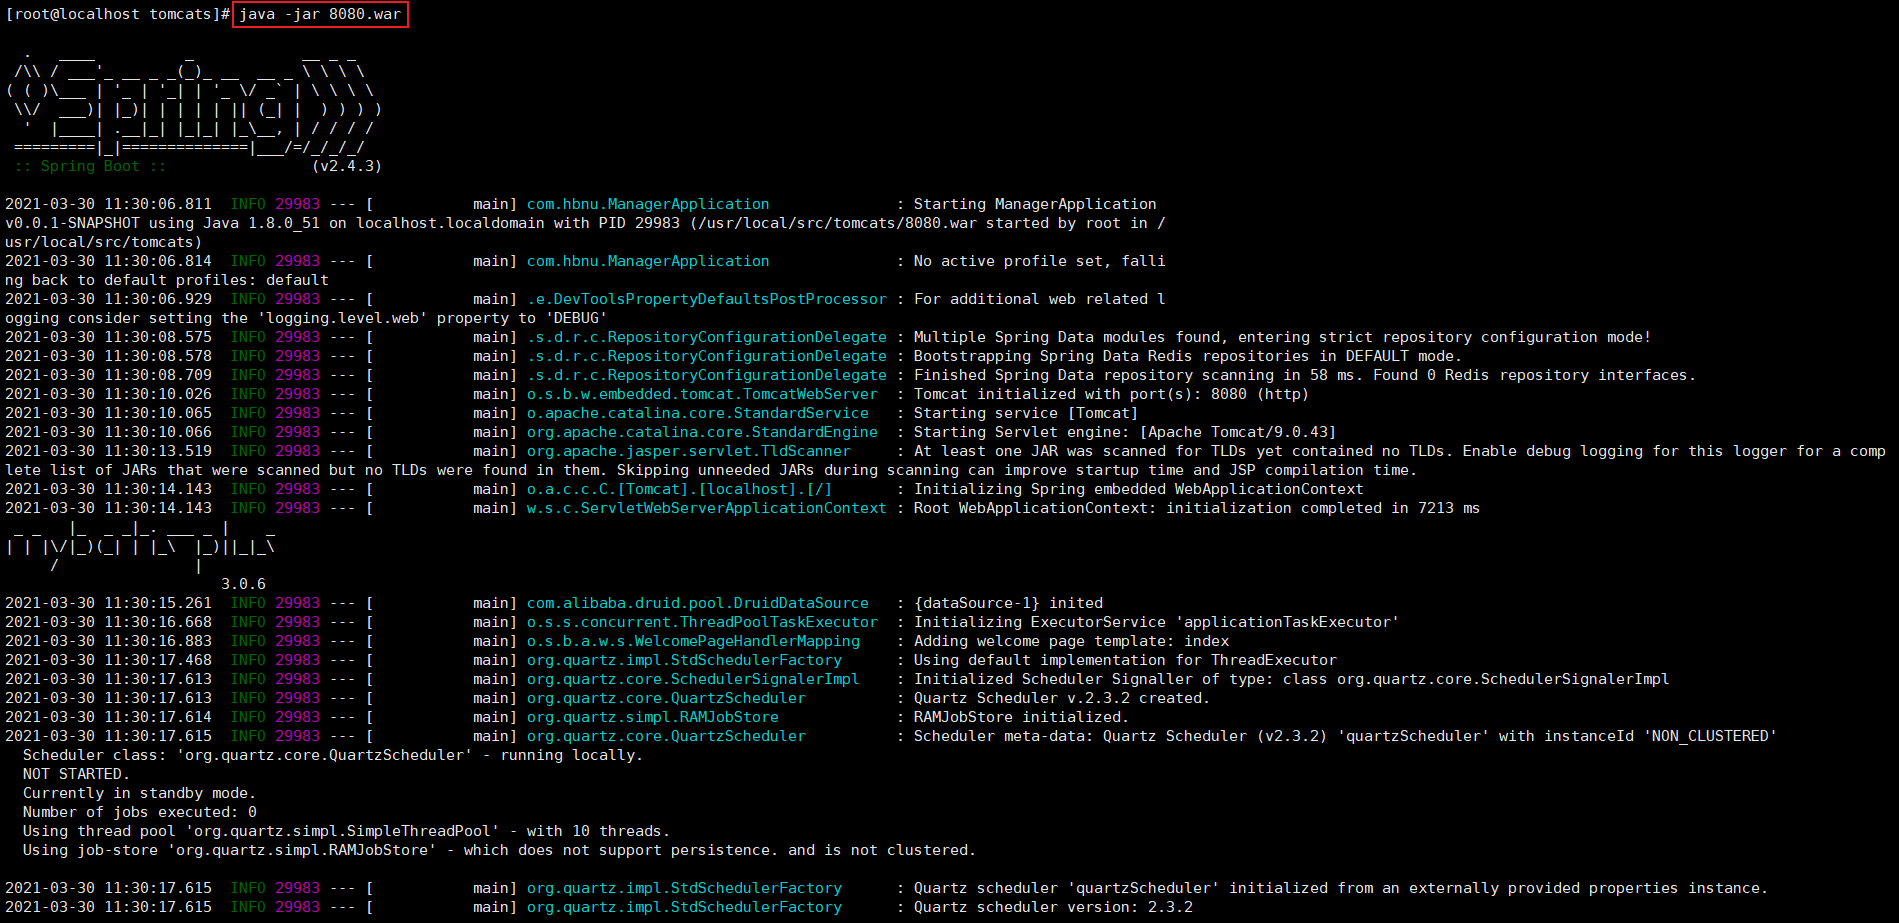 [root@localhost tomcats]# java -jar 8080.war
  .   ____          _            __ _ _
 /\\ / ___'_ __ _ _(_)_ __  __ _ \ \ \ \
( ( )\___ | '_ | '_| | '_ \/ _` | \ \ \ \
 \\/  ___)| |_)| | | | | || (_| |  ) ) ) )
  '  |____| .__|_| |_|_| |_\__, | / / / /
 =========|_|==============|___/=/_/_/_/
 :: Spring Boot ::                (v2.4.3)
2021-03-30 11:30:06.811  INFO 29983 --- [           main] com.hbnu.ManagerApplication              : Starting ManagerApplication
v0.0.1-SNAPSHOT using Java 1.8.0_51 on localhost.localdomain with PID 29983 (/usr/local/src/tomcats/8080.war started by root in /
usr/local/src/tomcats)
2021-03-30 11:30:06.814  INFO 29983 --- [           main] com.hbnu.ManagerApplication              : No active profile set, falli
ng back to default profiles: default
2021-03-30 11:30:06.929  INFO 29983 --- [           main] .e.DevToolsPropertyDefaultsPostProcessor : For additional web related l
ogging consider setting the 'logging.level.web' property to 'DEBUG'
2021-03-30 11:30:08.575  INFO 29983 --- [           main] .s.d.r.c.RepositoryConfigurationDelegate : Multiple Spring Data modules found, entering strict repository configuration mode!
2021-03-30 11:30:08.578  INFO 29983 --- [           main] .s.d.r.c.RepositoryConfigurationDelegate : Bootstrapping Spring Data Redis repositories in DEFAULT mode.
2021-03-30 11:30:08.709  INFO 29983 --- [           main] .s.d.r.c.RepositoryConfigurationDelegate : Finished Spring Data repository scanning in 58 ms. Found 0 Redis repository interfaces.
2021-03-30 11:30:10.026  INFO 29983 --- [           main] o.s.b.w.embedded.tomcat.TomcatWebServer  : Tomcat initialized with port(s): 8080 (http)
2021-03-30 11:30:10.065  INFO 29983 --- [           main] o.apache.catalina.core.StandardService   : Starting service [Tomcat]
2021-03-30 11:30:10.066  INFO 29983 --- [           main] org.apache.catalina.core.StandardEngine  : Starting Servlet engine: [Apache Tomcat/9.0.43]
2021-03-30 11:30:13.519  INFO 29983 --- [           main] org.apache.jasper.servlet.TldScanner     : At least one JAR was scanned for TLDs yet contained no TLDs. Enable debug logging for this logger for a comp
lete list of JARs that were scanned but no TLDs were found in them. Skipping unneeded JARs during scanning can improve startup time and JSP compilation time.
2021-03-30 11:30:14.143  INFO 29983 --- [           main] o.a.c.c.C.[Tomcat].[localhost].[/]       : Initializing Spring embedded WebApplicationContext
2021-03-30 11:30:14.143  INFO 29983 --- [           main] w.s.c.ServletWebServerApplicationContext : Root WebApplicationContext: initialization completed in 7213 ms
 _ _   |_  _ _|_. ___ _ |    _
| | |\/|_)(_| | |_\  |_)||_|_\
     /               |
                        3.0.6
2021-03-30 11:30:15.261  INFO 29983 --- [           main] com.alibaba.druid.pool.DruidDataSource   : {dataSource-1} inited
2021-03-30 11:30:16.668  INFO 29983 --- [           main] o.s.s.concurrent.ThreadPoolTaskExecutor  : Initializing ExecutorService 'applicationTaskExecutor'
2021-03-30 11:30:16.883  INFO 29983 --- [           main] o.s.b.a.w.s.WelcomePageHandlerMapping    : Adding welcome page template: index
2021-03-30 11:30:17.468  INFO 29983 --- [           main] org.quartz.impl.StdSchedulerFactory      : Using default implementation for ThreadExecutor
2021-03-30 11:30:17.613  INFO 29983 --- [           main] org.quartz.core.SchedulerSignalerImpl    : Initialized Scheduler Signaller of type: class org.quartz.core.SchedulerSignalerImpl
2021-03-30 11:30:17.613  INFO 29983 --- [           main] org.quartz.core.QuartzScheduler          : Quartz Scheduler v.2.3.2 created.
2021-03-30 11:30:17.614  INFO 29983 --- [           main] org.quartz.simpl.RAMJobStore             : RAMJobStore initialized.
2021-03-30 11:30:17.615  INFO 29983 --- [           main] org.quartz.core.QuartzScheduler          : Scheduler meta-data: Quartz Scheduler (v2.3.2) 'quartzScheduler' with instanceId 'NON_CLUSTERED'
  Scheduler class: 'org.quartz.core.QuartzScheduler' - running locally.
  NOT STARTED.
  Currently in standby mode.
  Number of jobs executed: 0
  Using thread pool 'org.quartz.simpl.SimpleThreadPool' - with 10 threads.
  Using job-store 'org.quartz.simpl.RAMJobStore' - which does not support persistence. and is not clustered.
2021-03-30 11:30:17.615  INFO 29983 --- [           main] org.quartz.impl.StdSchedulerFactory      : Quartz scheduler 'quartzScheduler' initialized from an externally provided properties instance.
2021-03-30 11:30:17.615  INFO 29983 --- [           main] org.quartz.impl.StdSchedulerFactory      : Quartz scheduler version: 2.3.2